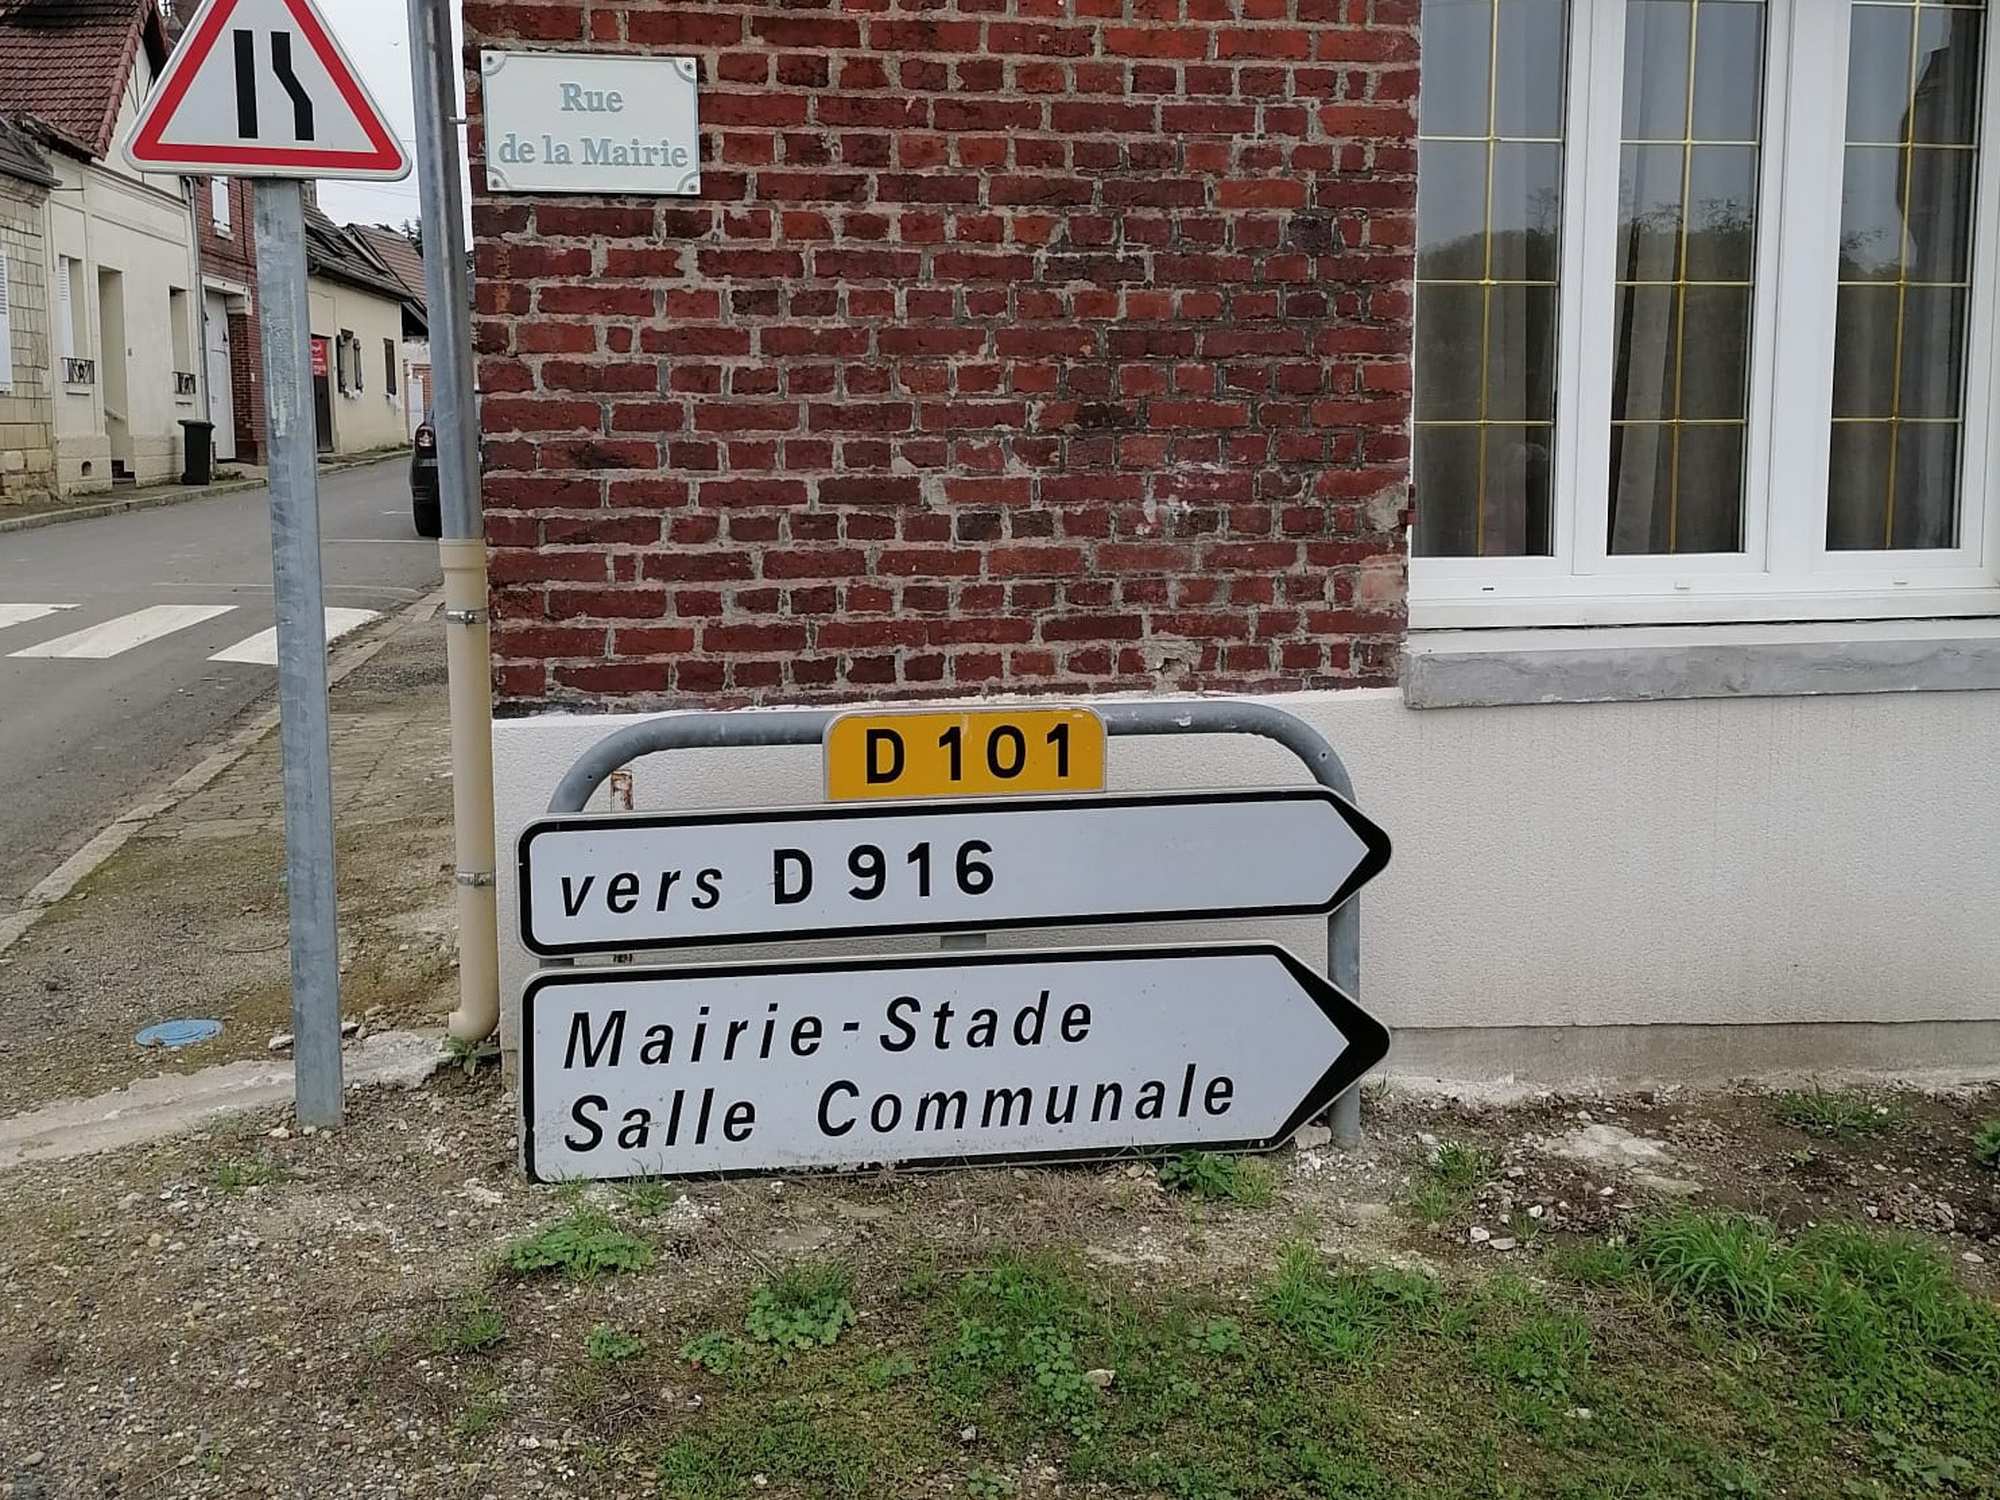 Rue
de la Mairie
D 101
vers D 916
Mairie-Stade
Salle Communale